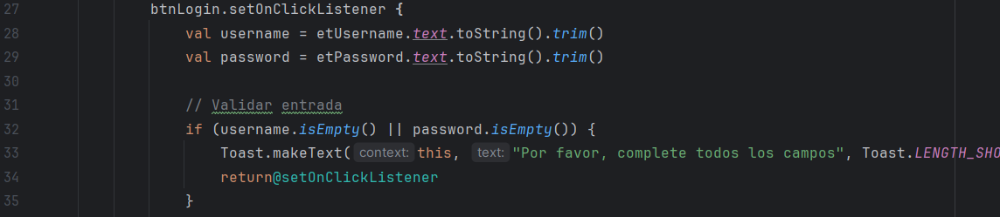 27 btnLogin.setOnClickListener {
28 val username = etUsername.text.toString().trim()
29 val password = etPassword.text.toString().trim()
30
31 // Validar entrada
32 if (username.isEmpty() || password.isEmpty()) {
33 Toast.makeText( context: this, text: "Por favor, complete todos los campos", Toast.LENGTH_SHO
34 return@setOnClickListener
35 }